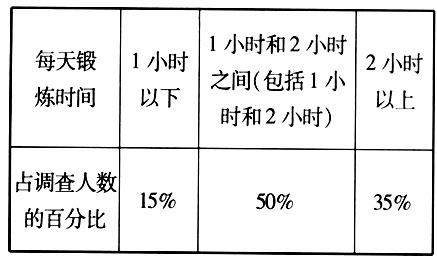 每天锻
炼时间
1小时
以下
1小时和2小时
之间(包括1小
时和2小时)
2小时
以上
占调查人数
的百分比
15%
50%
35%